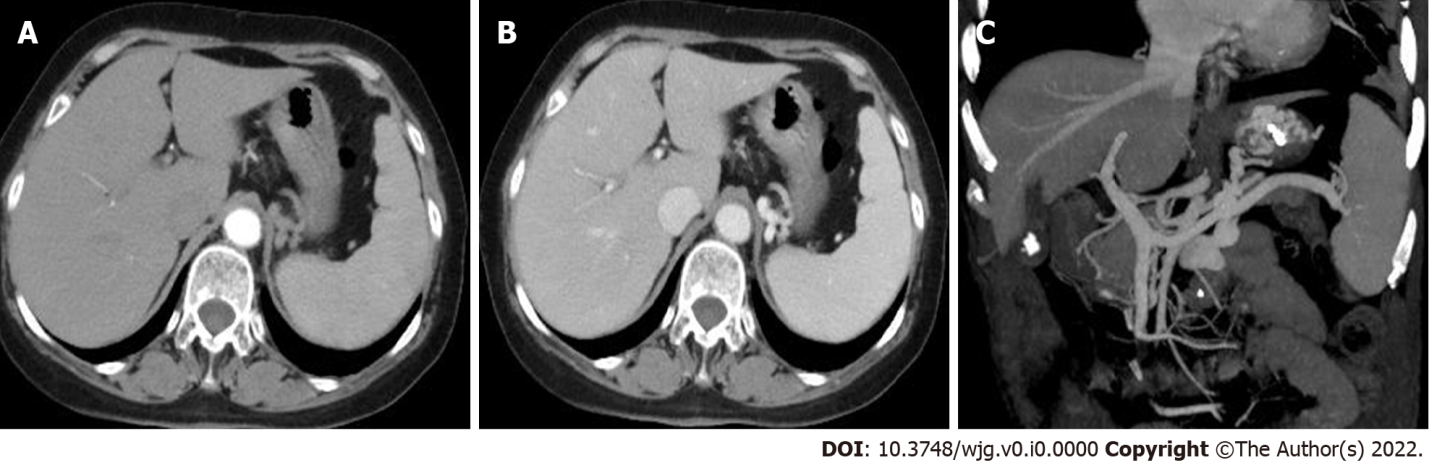 A
B
C
DOI: 10.3748/wjg.v0.i0.0000 Copyright ©The Author(s) 2022.